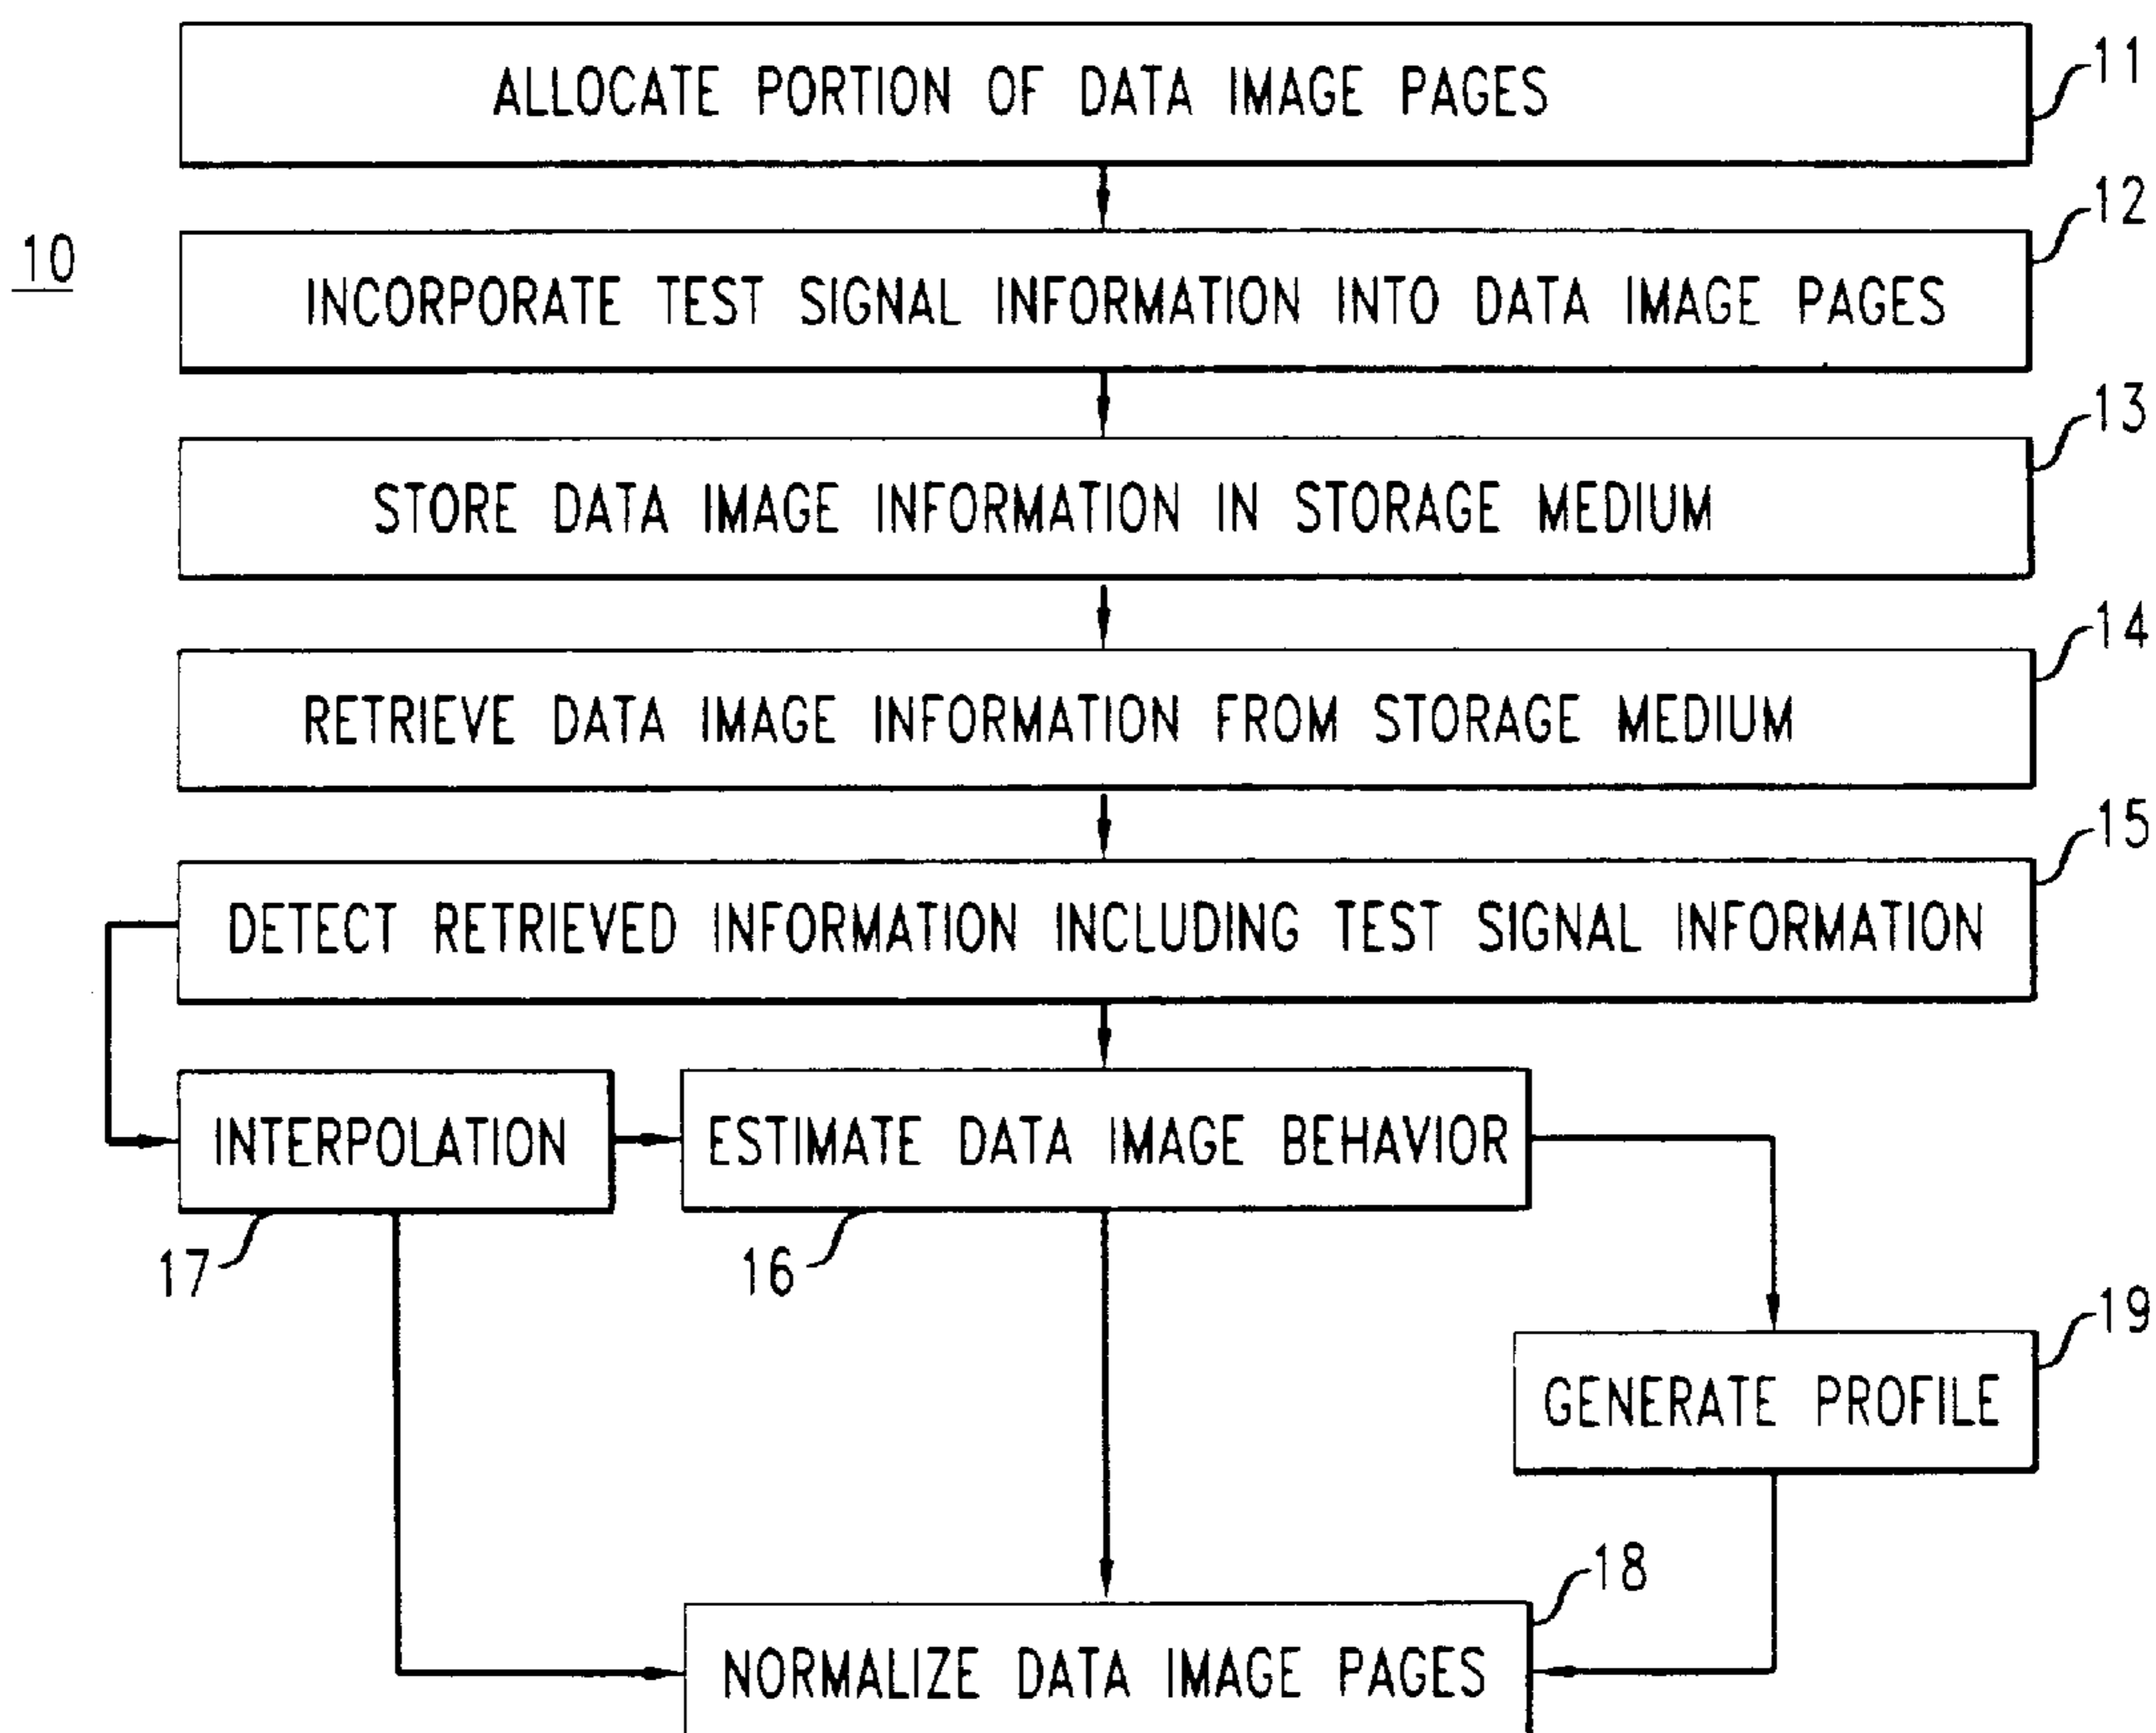 ALLOCATE PORTION OF DATA IMAGE PAGES
11
10
INCORPORATE TEST SIGNAL INFORMATION INTO DATA IMAGE PAGES
12
STORE DATA IMAGE INFORMATION IN STORAGE MEDIUM
13
RETRIEVE DATA IMAGE INFORMATION FROM STORAGE MEDIUM
14
DETECT RETRIEVED INFORMATION INCLUDING TEST SIGNAL INFORMATION
15
INTERPOLATION
17
ESTIMATE DATA IMAGE BEHAVIOR
16
GENERATE PROFILE
19
NORMALIZE DATA IMAGE PAGES
18